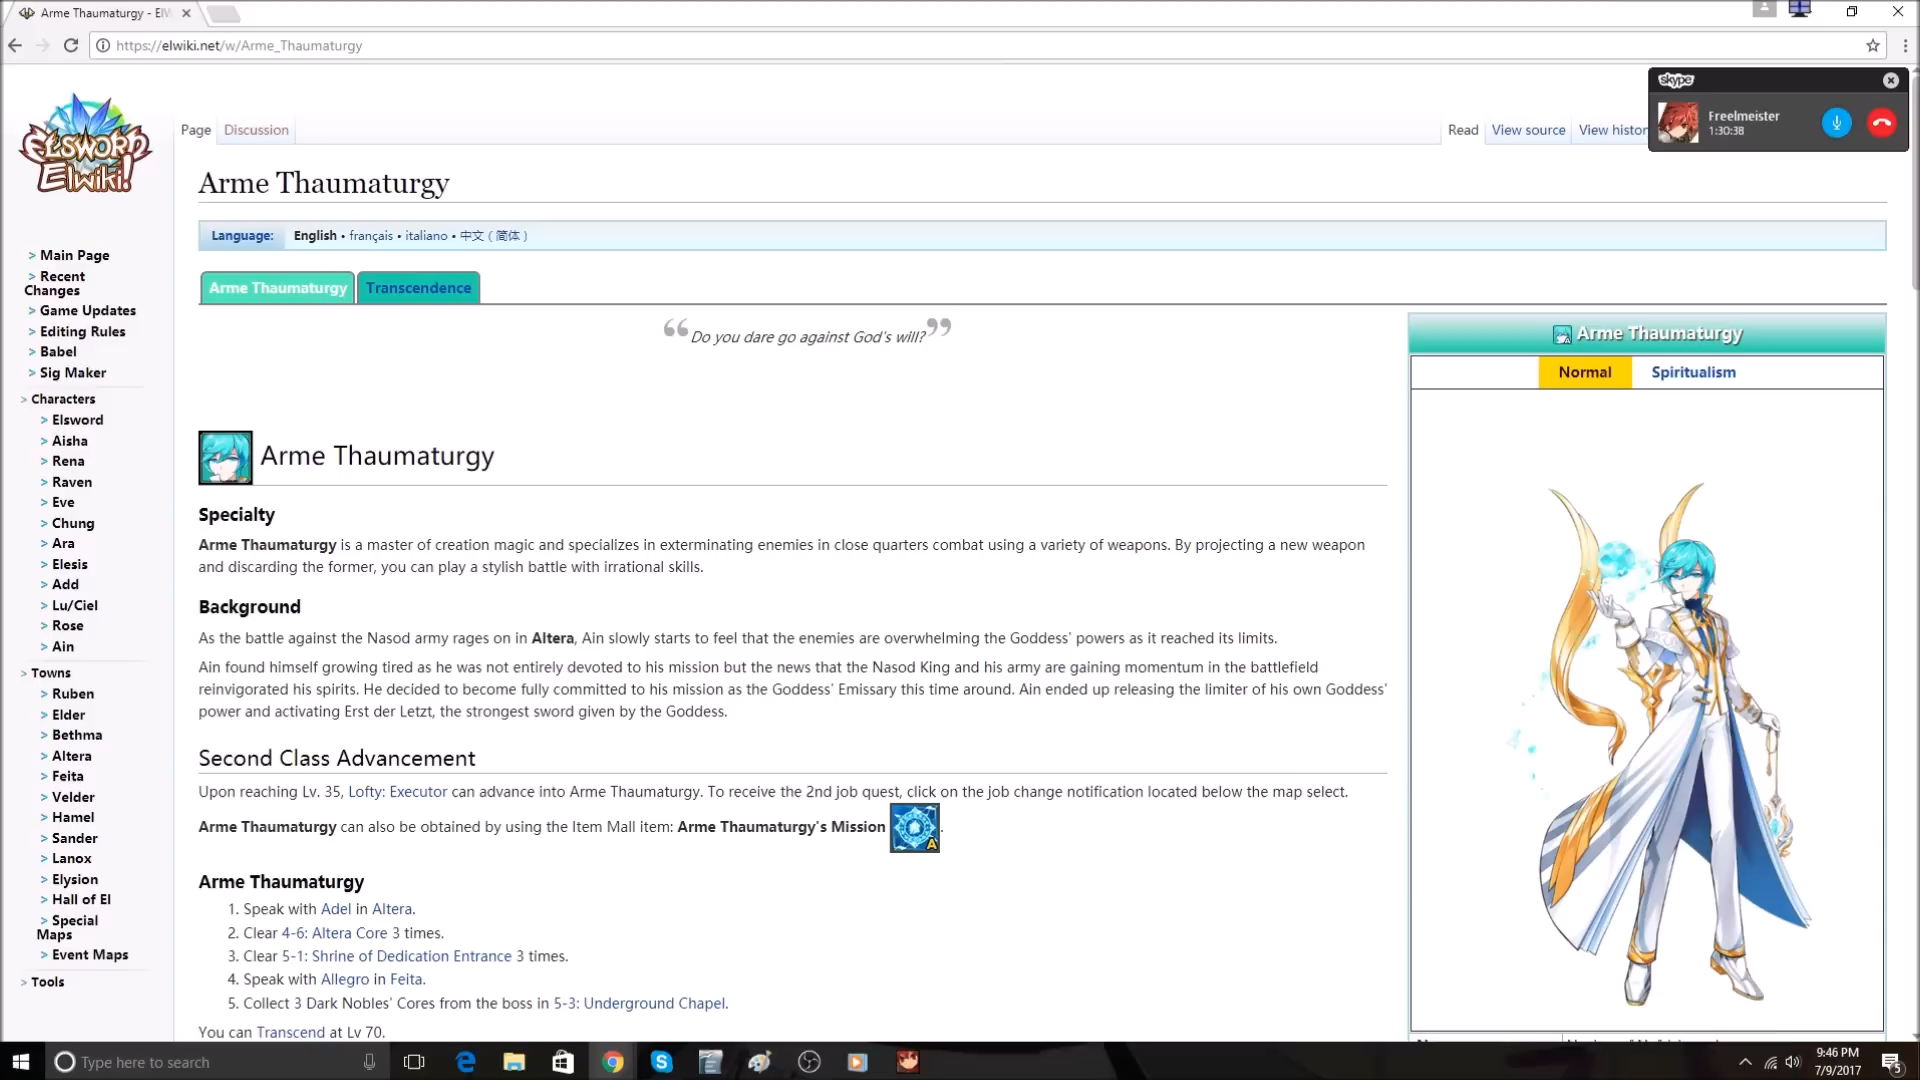 Arme Thaumaturgy - ElW
https://elwiki.net/w/Arme_Thaumaturgy
skype
Freelmeister
1:30:38
ELSWORD
Elwiki!
Page
Discussion
Read
View source
View histor
Arme Thaumaturgy
Language: English • français • italiano • 中文 ( 简体 )
Arme Thaumaturgy
Transcendence
“Do you dare go against God's will?”
> Main Page
> Recent
Changes
> Game Updates
> Editing Rules
> Babel
> Sig Maker
> Characters
> Elsword
> Aisha
> Rena
> Raven
> Eve
> Chung
> Ara
> Elesis
> Add
> Lu/Ciel
> Rose
> Ain
> Towns
> Ruben
> Elder
> Bethma
> Altera
> Feita
> Velder
> Hamel
> Sander
> Lanox
> Elysion
> Hall of El
> Special
Maps
> Event Maps
> Tools
Arme Thaumaturgy
Specialty
Arme Thaumaturgy is a master of creation magic and specializes in exterminating enemies in close quarters combat using a variety of weapons. By projecting a new weapon
and discarding the former, you can play a stylish battle with irrational skills.
Background
As the battle against the Nasod army rages on in Altera, Ain slowly starts to feel that the enemies are overwhelming the Goddess' powers as it reached its limits.
Ain found himself growing tired as he was not entirely devoted to his mission but the news that the Nasod King and his army are gaining momentum in the battlefield
reinvigorated his spirits. He decided to become fully committed to his mission as the Goddess' Emissary this time around. Ain ended up releasing the limiter of his own Goddess'
power and activating Erst der Letzt, the strongest sword given by the Goddess.
Second Class Advancement
Upon reaching Lv. 35, Lofty: Executor can advance into Arme Thaumaturgy. To receive the 2nd job quest, click on the job change notification located below the map select.
Arme Thaumaturgy can also be obtained by using the Item Mall item: Arme Thaumaturgy's Mission A.
Arme Thaumaturgy
1. Speak with Adel in Altera.
2. Clear 4-6: Altera Core 3 times.
3. Clear 5-1: Shrine of Dedication Entrance 3 times.
4. Speak with Allegro in Feita.
5. Collect 3 Dark Nobles' Cores from the boss in 5-3: Underground Chapel.
You can Transcend at Lv 70.
Arme Thaumaturgy
Normal
Spiritualism
Type here to search
9:46 PM
7/9/2017
5